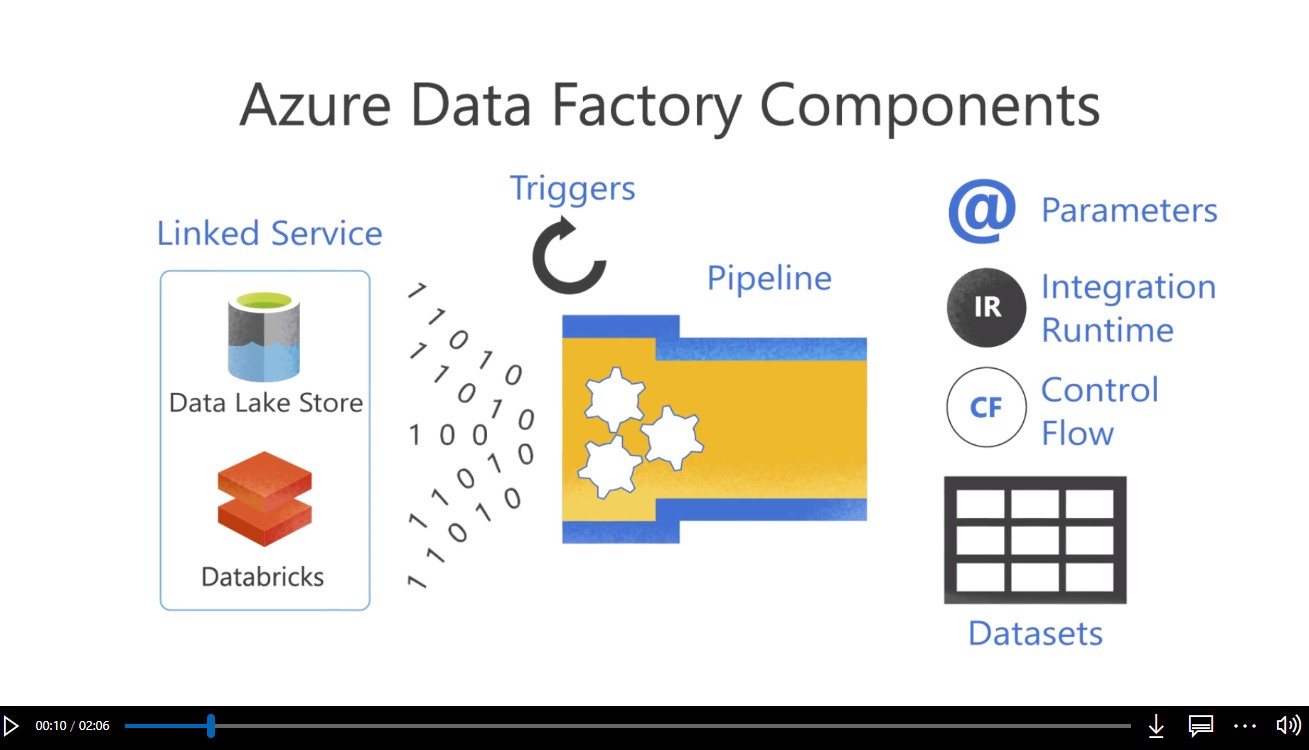 Azure Data Factory Components
Triggers
Linked Service
Pipeline
Data Lake Store
Databricks
1 1 0 1 0
1 1 0 1 0
1 0 0
1 1 0 1 0
1 1 0 1 0
@ Parameters
IR Integration
Runtime
CF Control
Flow
Datasets
00:10 / 02:06